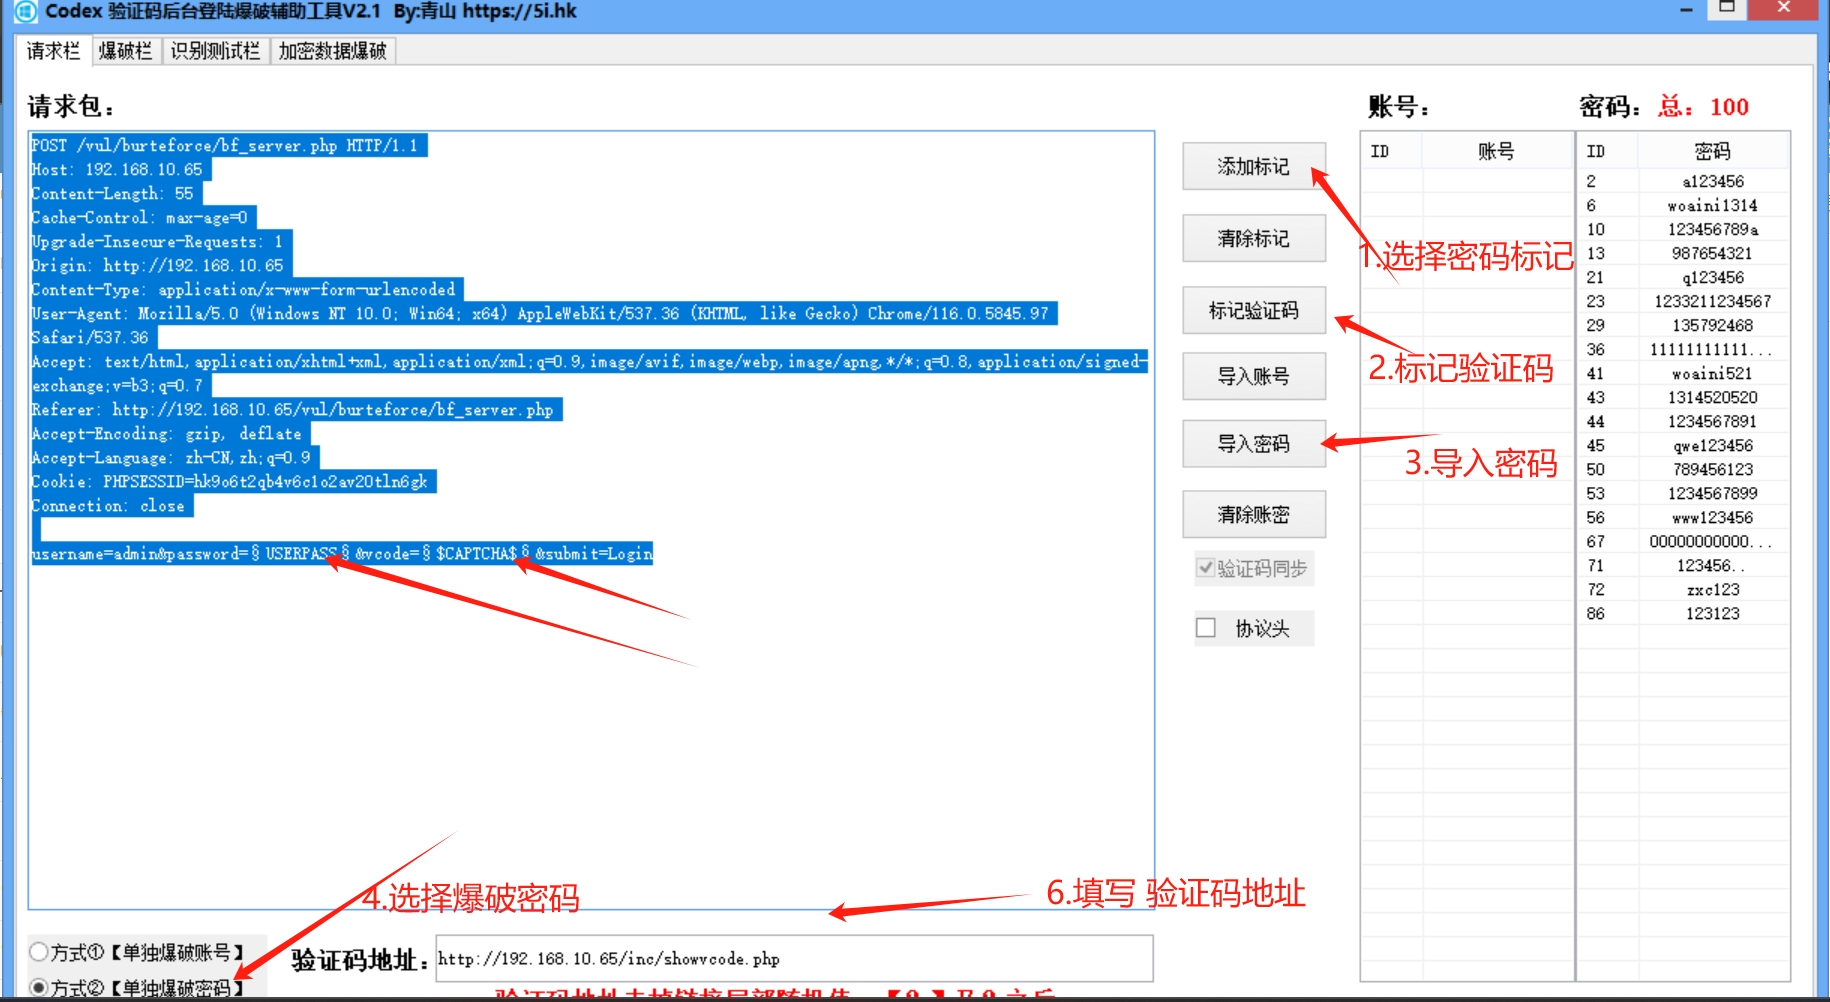 Codex 验证码后台登陆爆破辅助工具V2.1 By:青山 https://5i.hk
请求栏 爆破栏 识别测试栏 加密数据爆破
请求包：
POST /vul/burteforce/bf_server.php HTTP/1.1
Host: 192.168.10.65
Content-Length: 55
Cache-Control: max-age=0
Upgrade-Insecure-Requests: 1
Origin: http://192.168.10.65
Content-Type: application/x-www-form-urlencoded
User-Agent: Mozilla/5.0 (Windows NT 10.0; Win64; x64) AppleWebKit/537.36 (KHTML, like Gecko) Chrome/116.0.5845.97
Safari/537.36
Accept: text/html,application/xhtml+xml,application/xml;q=0.9,image/avif,image/webp,image/apng,*/*;q=0.8,application/signed-
exchange;v=b3;q=0.7
Referer: http://192.168.10.65/vul/burteforce/bf_server.php
Accept-Encoding: gzip, deflate
Accept-Language: zh-CN,zh;q=0.9
Cookie: PHPSESSID=hk9o6t2qb4v6c1o2av20tln6gk
Connection: close
username=admin&password=§USERPASS§&vcode=§$CAPTCHA$§&submit=Login
添加标记
清除标记
标记验证码
导入账号
导入密码
清除账密
验证码同步
协议头
1.选择密码标记
2.标记验证码
3.导入密码
账号：
ID 账号
密码：总：100
ID 密码
2 a123456
6 woaini1314
10 123456789a
13 987654321
21 q123456
23 1233211234567
29 135792468
36 11111111111...
41 woaini521
43 1314520520
44 1234567891
45 qwe123456
50 789456123
53 1234567899
56 www123456
67 00000000000...
71 123456..
72 zxc123
86 123123
4.选择爆破密码
6.填写 验证码地址
方式①【单独爆破账号】
方式②【单独爆破密码】
验证码地址：
http://192.168.10.65/inc/showvcode.php